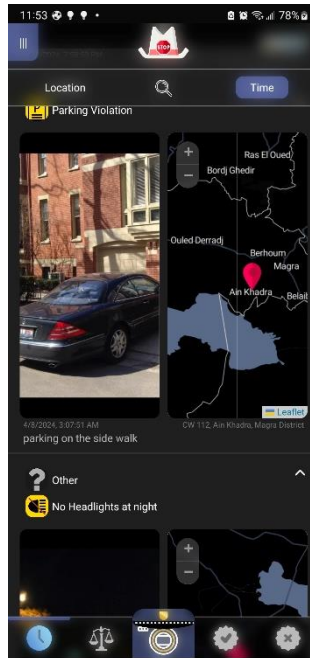 11:53
78%
STOP
Location
Time
P
Parking Violation
+
−
Ras El Oued
Bordj Ghedir
Ouled Derradj
Berhoum
Magra
Ain Khadra
Belaib
Leaflet
4/8/2024, 3:07:51 AM
CW 112, Ain Khadra, Magra District
parking on the side walk
?
Other
No Headlights at night
+
−